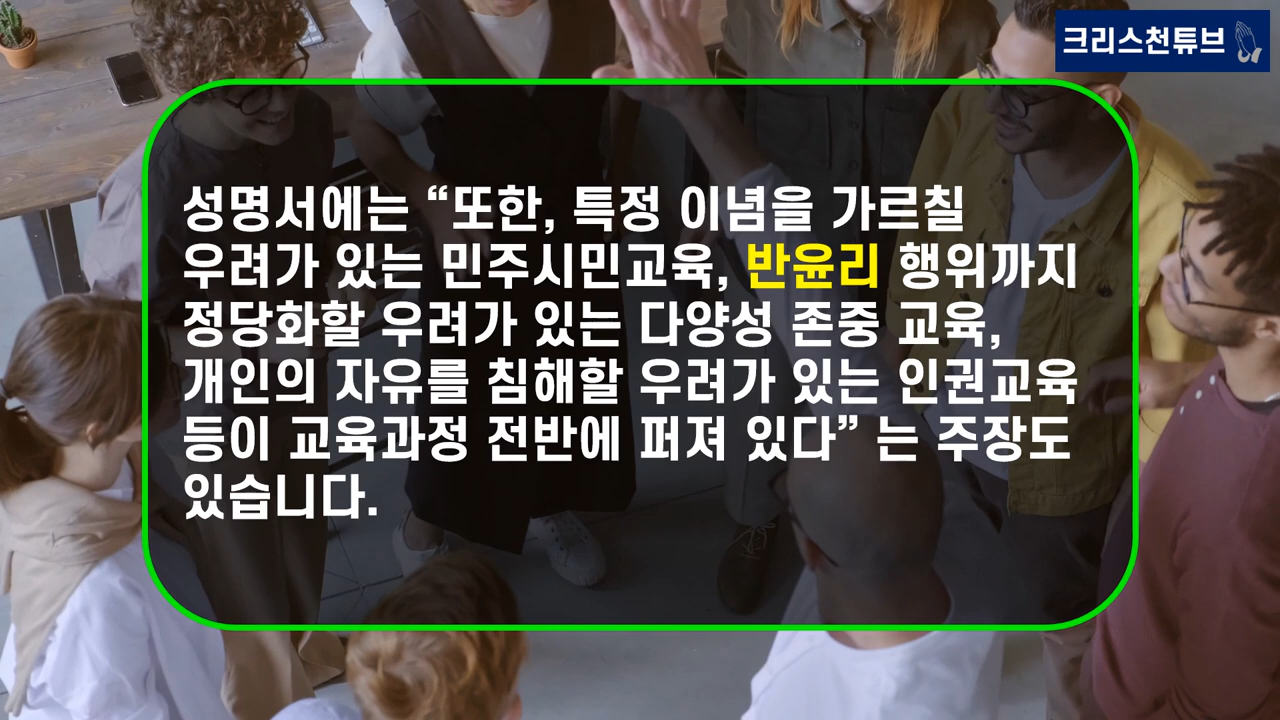 크리스천튜브
성명서에는 “또한, 특정 이념을 가르칠
우려가 있는 민주시민교육, 반윤리 행위까지
정당화할 우려가 있는 다양성 존중 교육,
개인의 자유를 침해할 우려가 있는 인권교육
등이 교육과정 전반에 퍼져 있다” 는 주장도
있습니다.